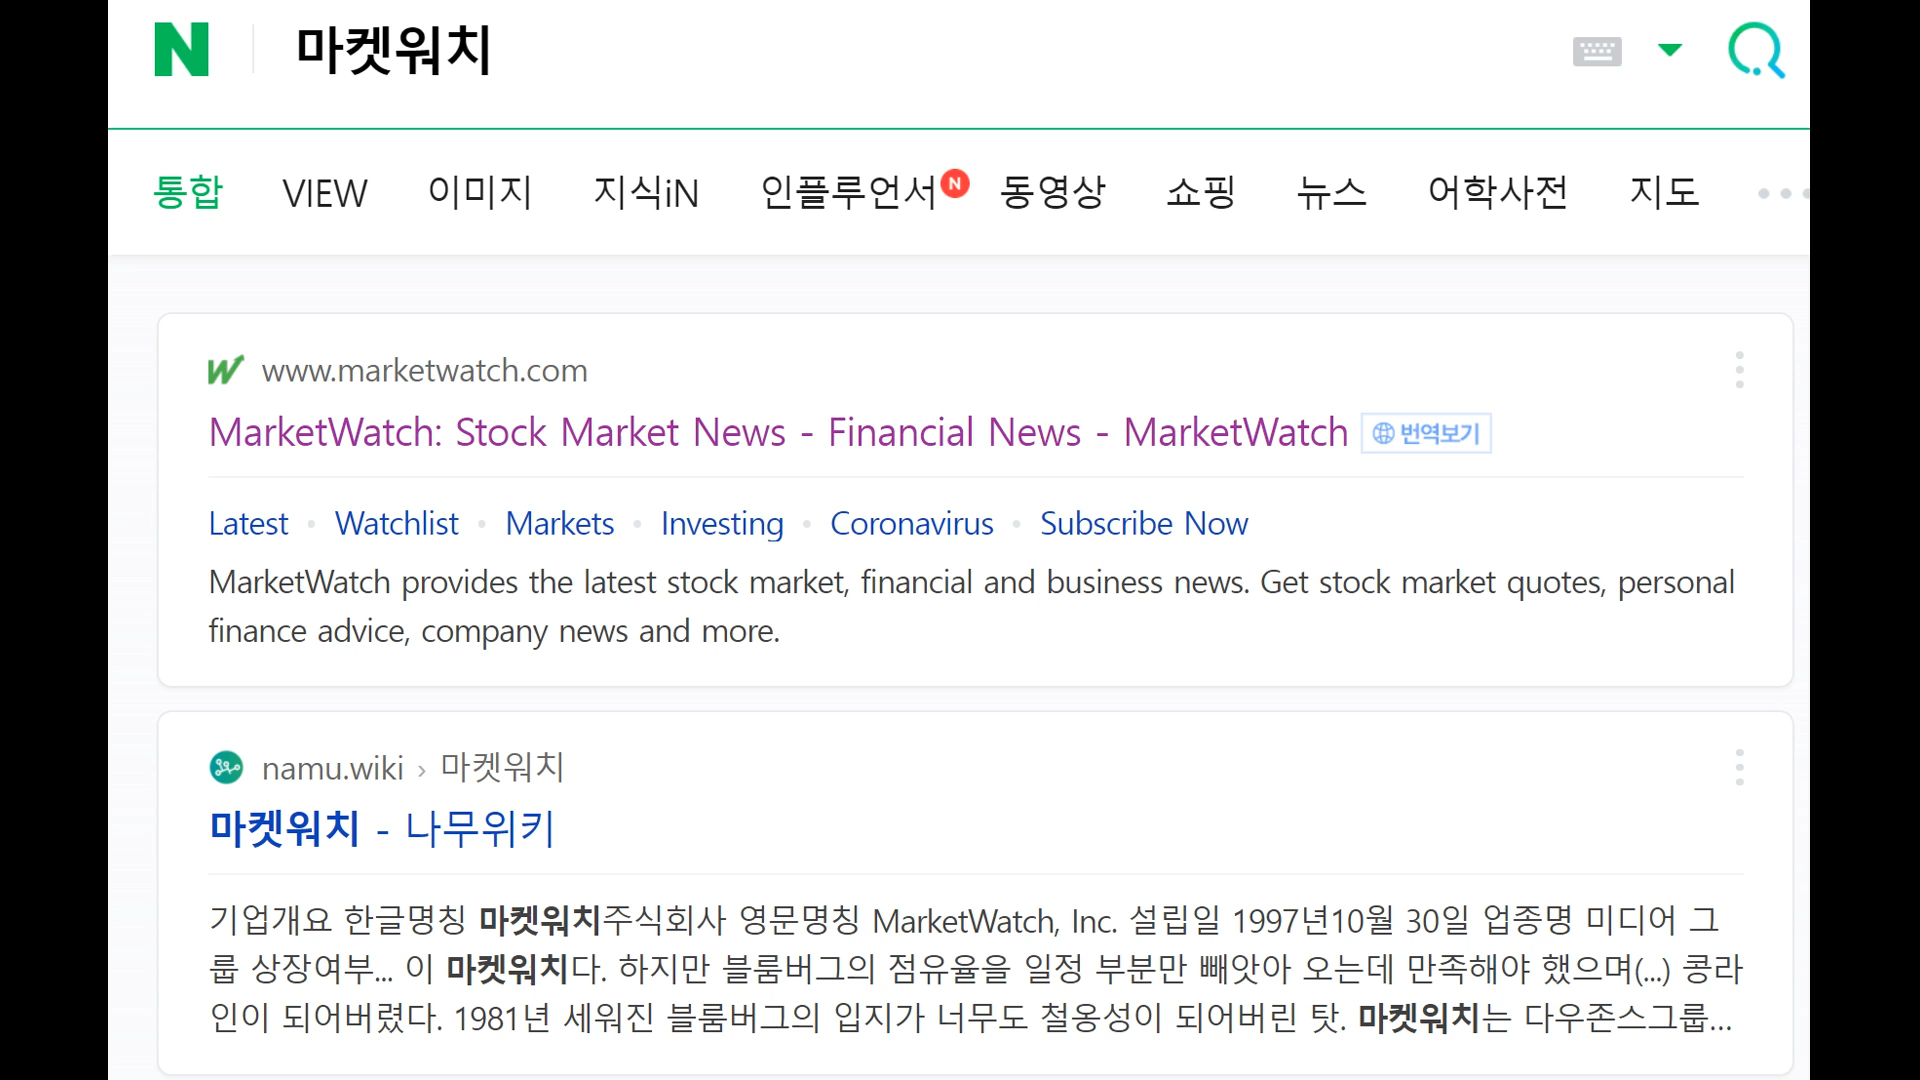 N 마켓워치
통합 VIEW 이미지 지식iN 인플루언서 N 동영상 쇼핑 뉴스 어학사전 지도
www.marketwatch.com
MarketWatch: Stock Market News - Financial News - MarketWatch 번역보기
Latest · Watchlist · Markets · Investing · Coronavirus · Subscribe Now
MarketWatch provides the latest stock market, financial and business news. Get stock market quotes, personal
finance advice, company news and more.
namu.wiki › 마켓워치
마켓워치 - 나무위키
기업개요 한글명칭 마켓워치주식회사 영문명칭 MarketWatch, Inc. 설립일 1997년10월 30일 업종명 미디어 그
룹 상장여부... 이 마켓워치다. 하지만 블룸버그의 점유율을 일정 부분만 빼앗아 오는데 만족해야 했으며(...) 콩라
인이 되어버렸다. 1981년 세워진 블룸버그의 입지가 너무도 철옹성이 되어버린 탓. 마켓워치는 다우존스그룹...